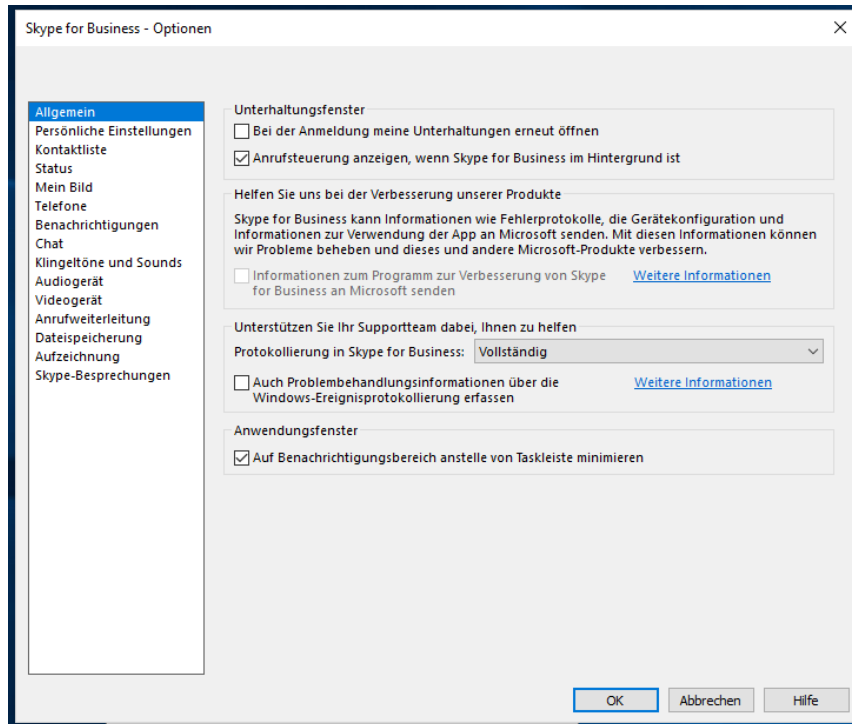 Skype for Business - Optionen
Allgemein
Persönliche Einstellungen
Kontaktliste
Status
Mein Bild
Telefone
Benachrichtigungen
Chat
Klingeltöne und Sounds
Audiogerät
Videogerät
Anrufweiterleitung
Dateispeicherung
Aufzeichnung
Skype-Besprechungen
Unterhaltungsfenster
Bei der Anmeldung meine Unterhaltungen erneut öffnen
Anrufsteuerung anzeigen, wenn Skype for Business im Hintergrund ist
Helfen Sie uns bei der Verbesserung unserer Produkte
Skype for Business kann Informationen wie Fehlerprotokolle, die Gerätekonfiguration und
Informationen zur Verwendung der App an Microsoft senden. Mit diesen Informationen können
wir Probleme beheben und dieses und andere Microsoft-Produkte verbessern.
Informationen zum Programm zur Verbesserung von Skype
for Business an Microsoft senden
Weitere Informationen
Unterstützen Sie Ihr Supportteam dabei, Ihnen zu helfen
Protokollierung in Skype for Business: Vollständig
Auch Problembehandlungsinformationen über die
Windows-Ereignisprotokollierung erfassen
Weitere Informationen
Anwendungsfenster
Auf Benachrichtigungsbereich anstelle von Taskleiste minimieren
OK Abbrechen Hilfe